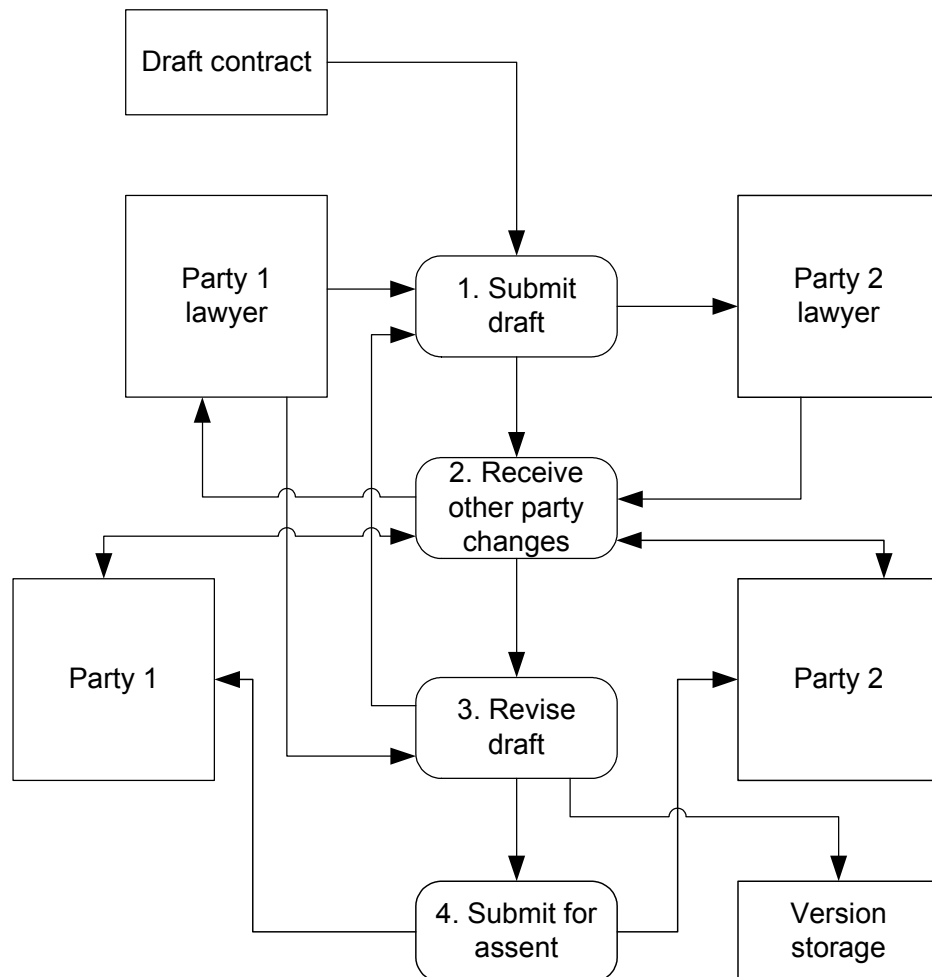 Draft contract
Party 1
lawyer
1. Submit
draft
Party 2
lawyer
2. Receive
other party
changes
Party 1
3. Revise
draft
Party 2
4. Submit for
assent
Version
storage